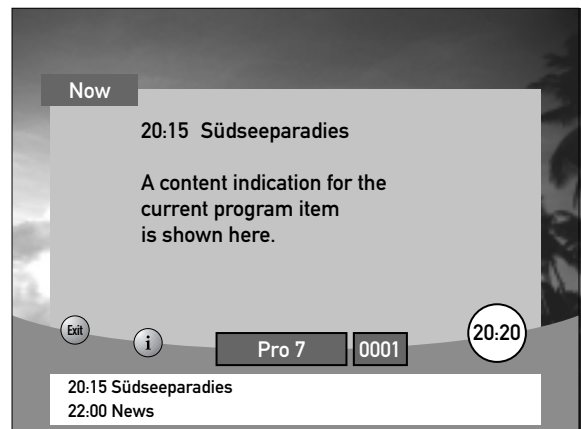 Now
20:15 Südseeparadies
A content indication for the
current program item
is shown here.
Exit
i
Pro 7
0001
20:20
20:15 Südseeparadies
22:00 News